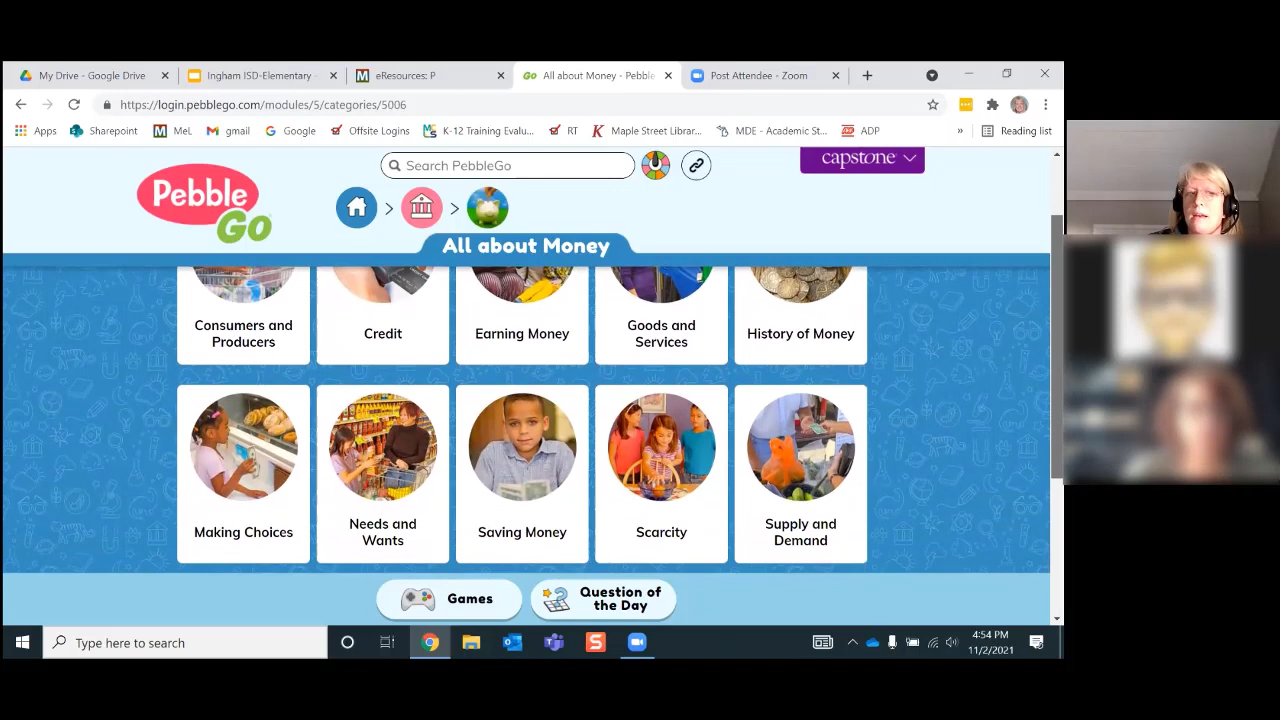 My Drive - Google Drive
Ingham ISD-Elementary -
eResources: P
All about Money - Pebble
Post Attendee - Zoom
https://login.pebblego.com/modules/5/categories/5006
Apps
Sharepoint
MeL
gmail
Google
Offsite Logins
K-12 Training Evalu...
RT
Maple Street Librar...
MDE - Academic St...
ADP
»
Reading list
Pebble
Go
Search PebbleGo
capstone
All about Money
Consumers and
Producers
Credit
Earning Money
Goods and
Services
History of Money
Making Choices
Needs and
Wants
Saving Money
Scarcity
Supply and
Demand
Games
Question of
the Day
Type here to search
4:54 PM
11/2/2021